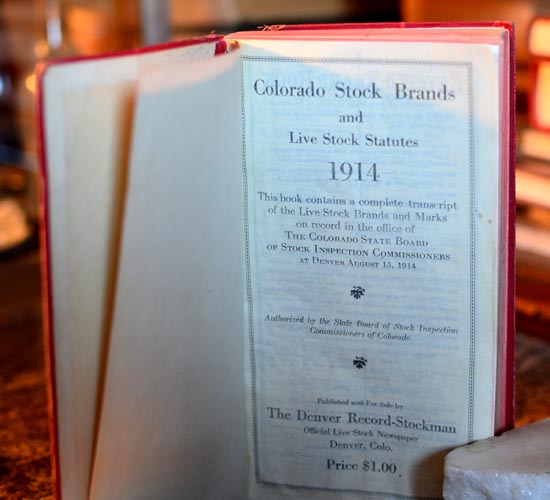 Colorado Stock Brands
and
Live Stock Statutes
1914
This book contains a complete transcript
of the Live Stock Brands and Marks
on record in the office of
THE COLORADO STATE BOARD
OF STOCK INSPECTION COMMISSIONERS
AT DENVER AUGUST 15, 1914
Authorized by the State Board of Stock Inspection
Commissioners of Colorado
Published and For Sale by
The Denver Record-Stockman
Official Live Stock Newspaper
Denver, Colo.
Price $1.00